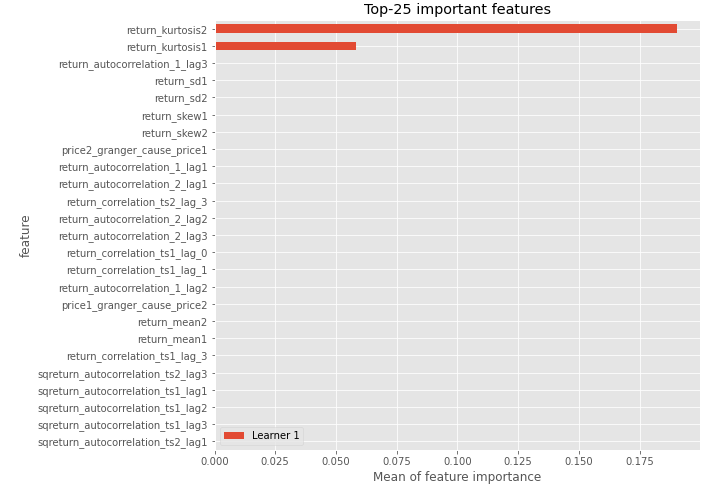 Top-25 important features
return_kurtosis2
return_kurtosis1
return_autocorrelation_1_lag3
return_sd1
return_sd2
return_skew1
return_skew2
price2_granger_cause_price1
return_autocorrelation_1_lag1
return_autocorrelation_2_lag1
return_correlation_ts2_lag_3
return_autocorrelation_2_lag2
return_autocorrelation_2_lag3
return_correlation_ts1_lag_0
return_correlation_ts1_lag_1
return_autocorrelation_1_lag2
price1_granger_cause_price2
return_mean2
return_mean1
return_correlation_ts1_lag_3
sqreturn_autocorrelation_ts2_lag3
sqreturn_autocorrelation_ts1_lag1
sqreturn_autocorrelation_ts1_lag2
sqreturn_autocorrelation_ts1_lag3
sqreturn_autocorrelation_ts2_lag1
feature
Learner 1
0.000 0.025 0.050 0.075 0.100 0.125 0.150 0.175
Mean of feature importance